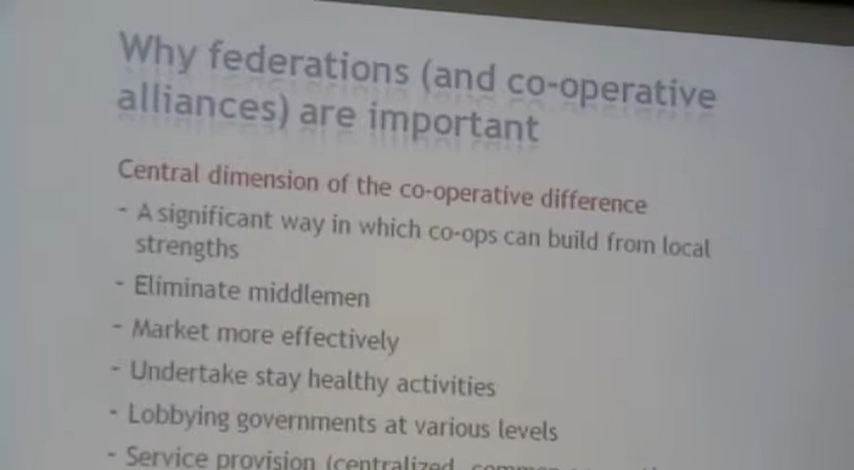 Why federations (and co-operative
alliances) are important
Central dimension of the co-operative difference
- A significant way in which co-ops can build from local
strengths
- Eliminate middlemen
- Market more effectively
- Undertake stay healthy activities
- Lobbying governments at various levels
- Service provision (centralized,